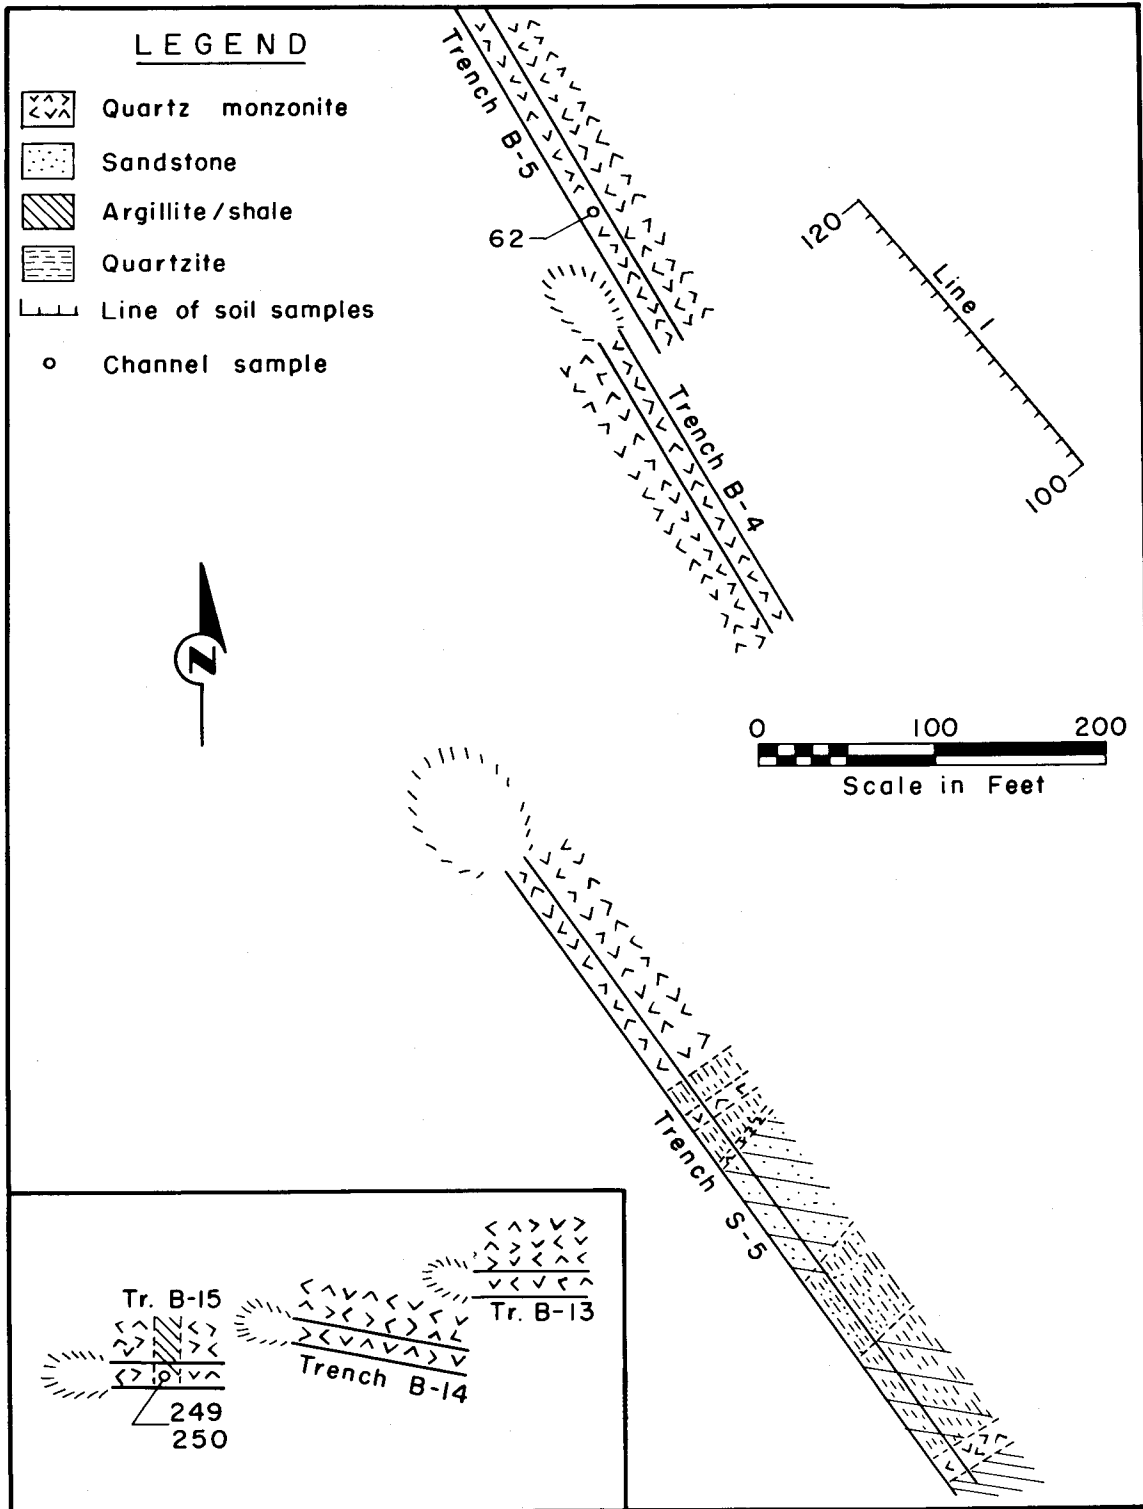 LEGEND
Quartz monzonite
Sandstone
Argillite/shale
Quartzite
Line of soil samples
Channel sample
Trench B-5
62
120
Line 1
100
Trench B-4
N
0 100 200
Scale in Feet
Trench S-5
Tr. B-15
249
250
Trench B-14
Tr. B-13